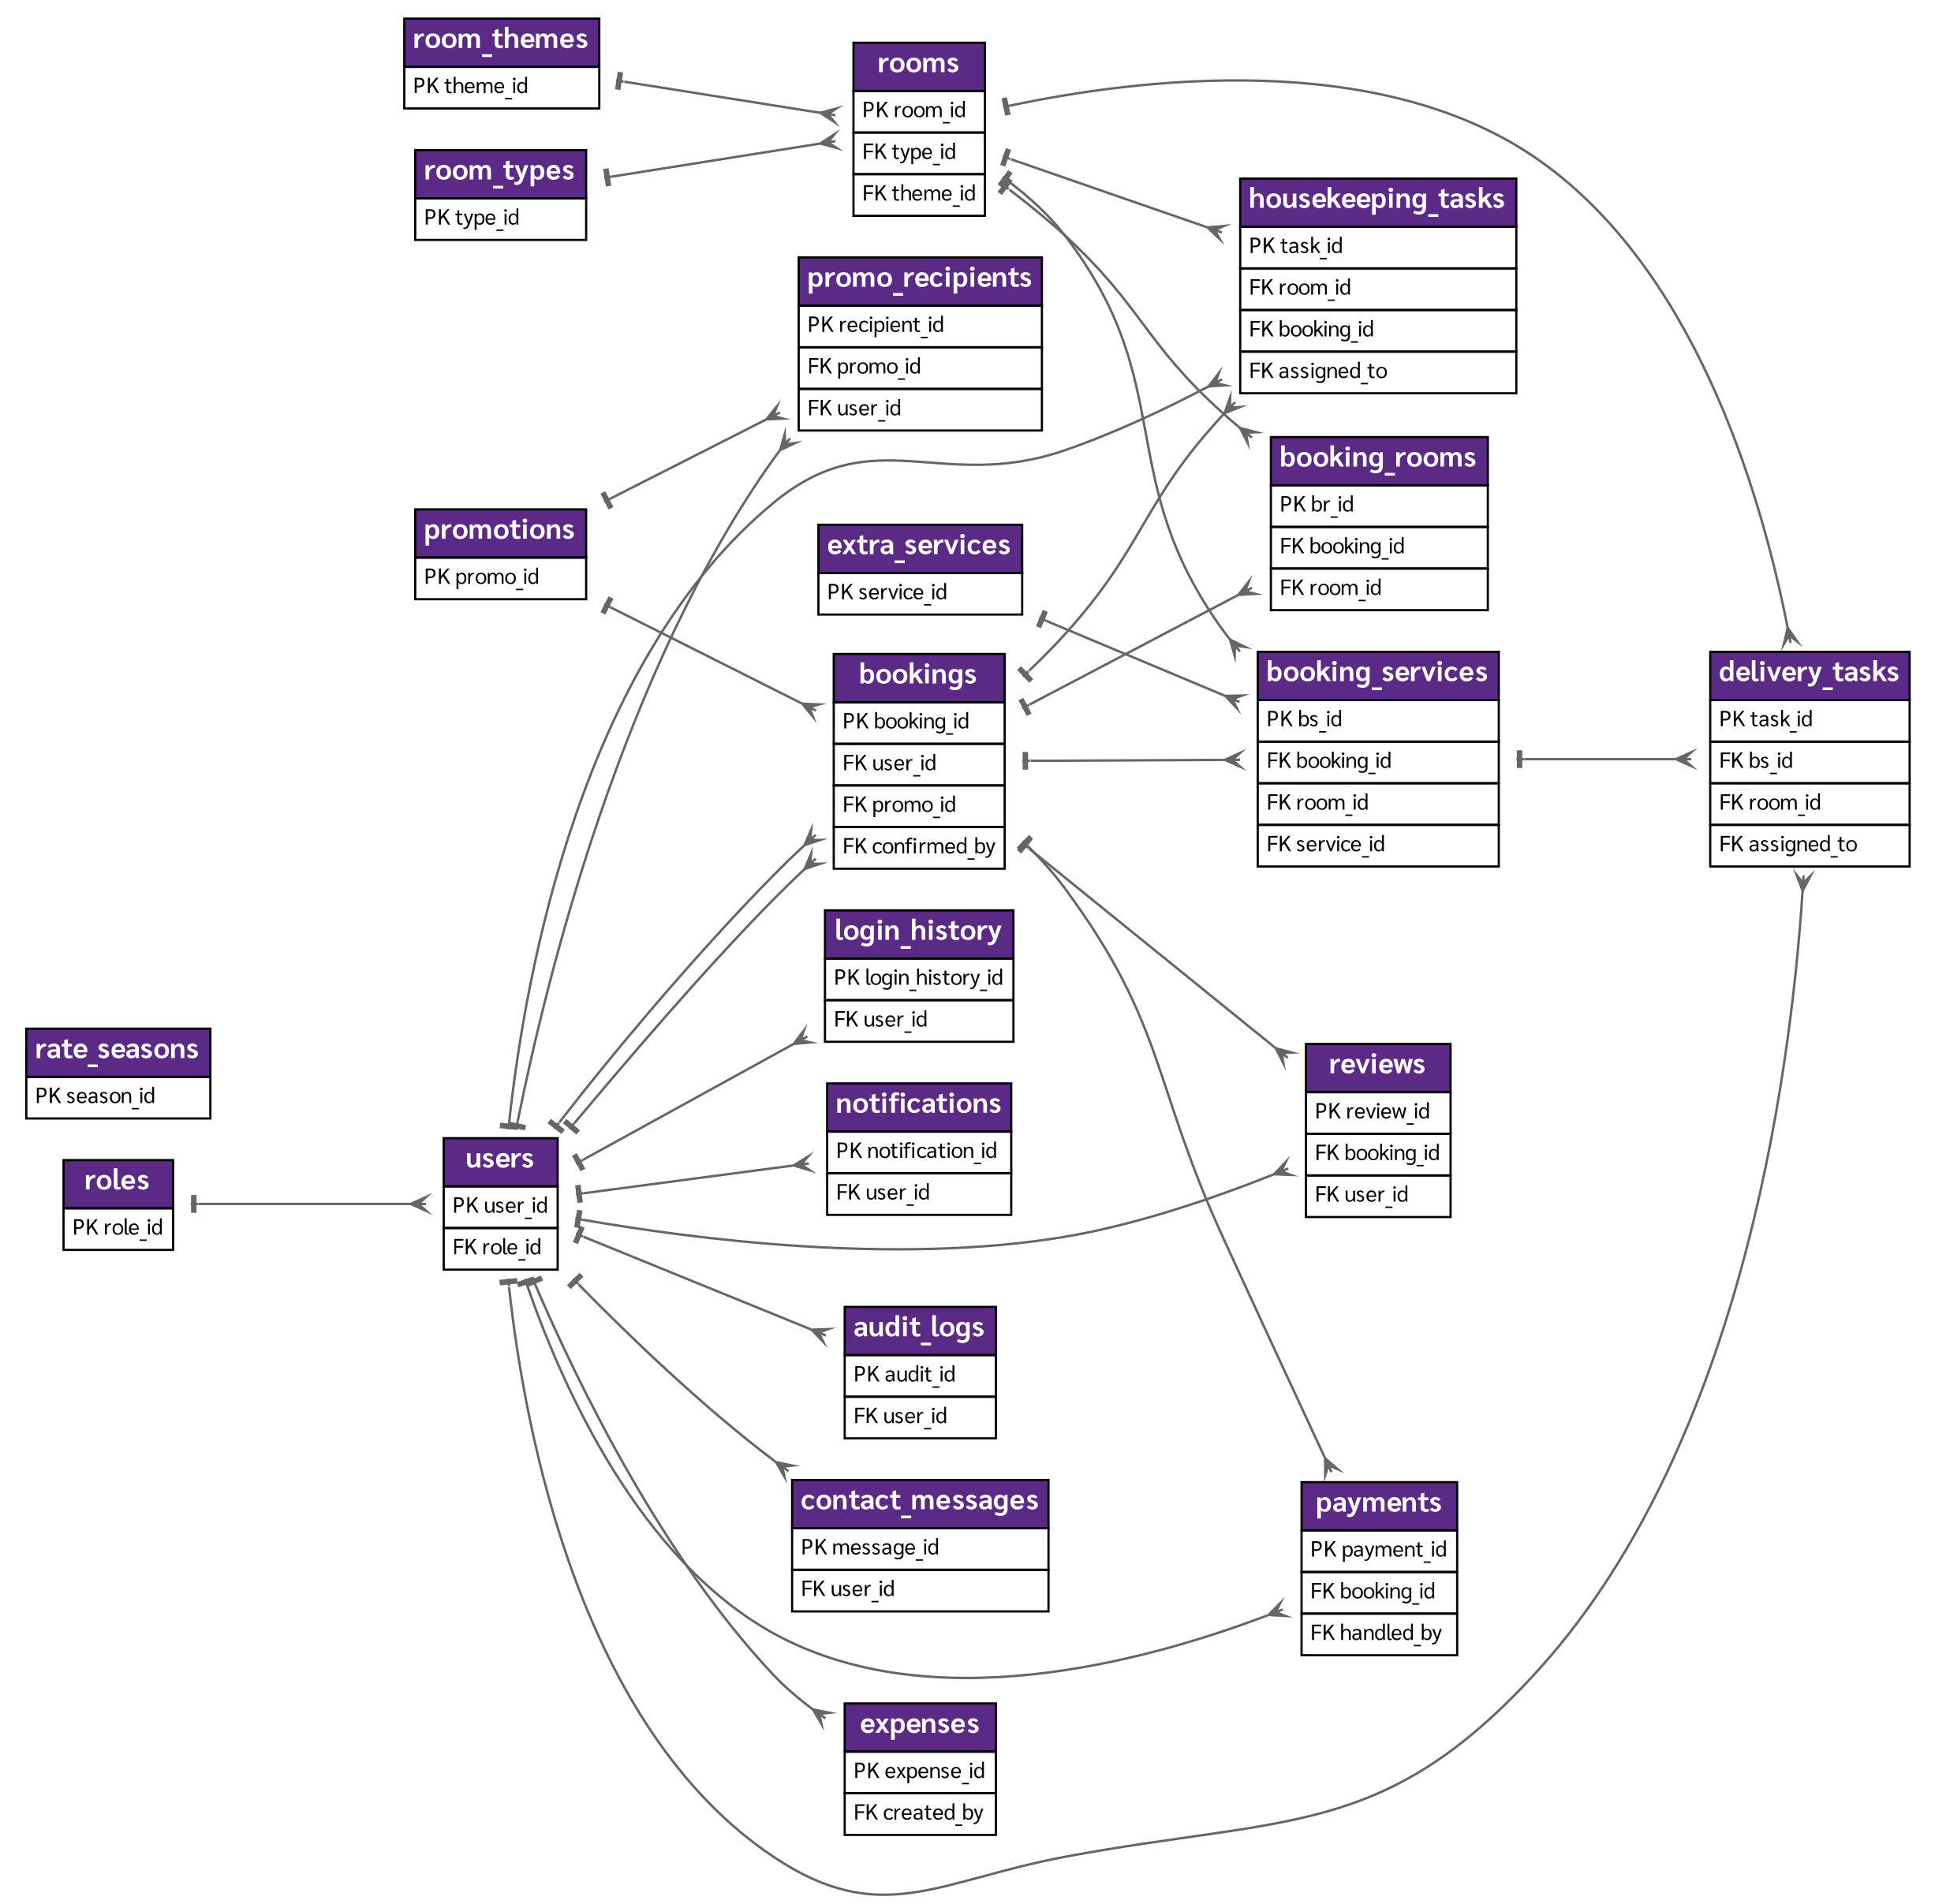 room_themes
PK theme_id
room_types
PK type_id
rooms
PK room_id
FK type_id
FK theme_id
housekeeping_tasks
PK task_id
FK room_id
FK booking_id
FK assigned_to
promo_recipients
PK recipient_id
FK promo_id
FK user_id
promotions
PK promo_id
extra_services
PK service_id
booking_rooms
PK br_id
FK booking_id
FK room_id
bookings
PK booking_id
FK user_id
FK promo_id
FK confirmed_by
booking_services
PK bs_id
FK booking_id
FK room_id
FK service_id
delivery_tasks
PK task_id
FK bs_id
FK room_id
FK assigned_to
login_history
PK login_history_id
FK user_id
rate_seasons
PK season_id
roles
PK role_id
users
PK user_id
FK role_id
notifications
PK notification_id
FK user_id
reviews
PK review_id
FK booking_id
FK user_id
audit_logs
PK audit_id
FK user_id
contact_messages
PK message_id
FK user_id
payments
PK payment_id
FK booking_id
FK handled_by
expenses
PK expense_id
FK created_by